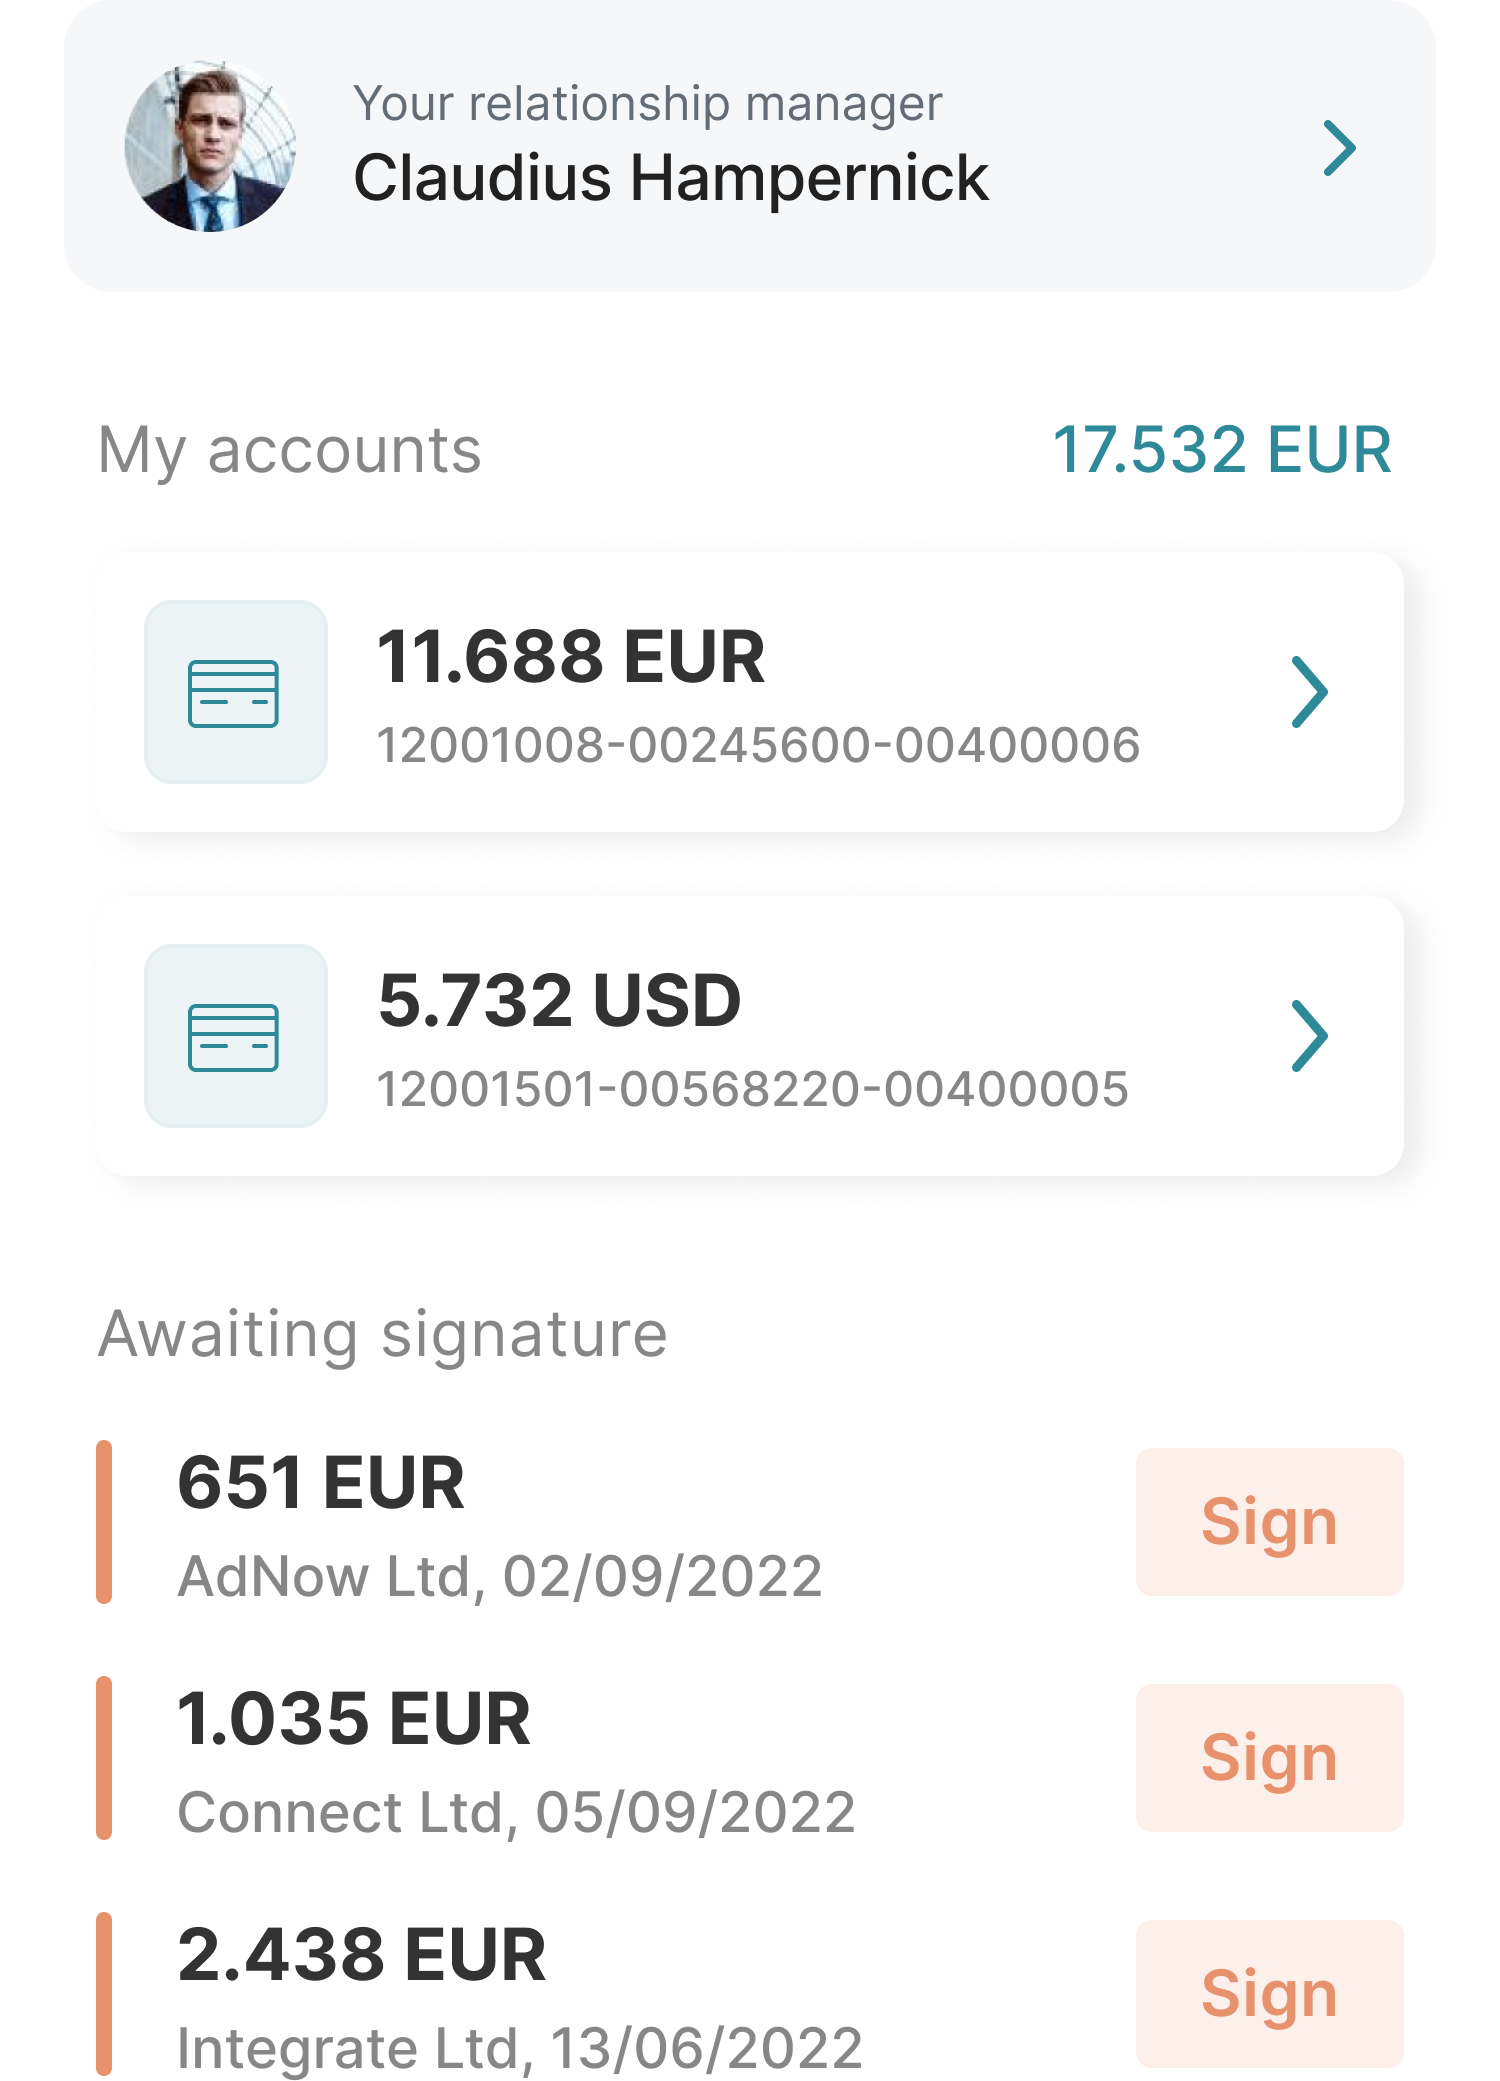 Your relationship manager
Claudius Hampernick
My accounts
17.532 EUR
11.688 EUR
12001008-00245600-00400006
5.732 USD
12001501-00568220-00400005
Awaiting signature
651 EUR
AdNow Ltd, 02/09/2022
Sign
1.035 EUR
Connect Ltd, 05/09/2022
Sign
2.438 EUR
Integrate Ltd, 13/06/2022
Sign